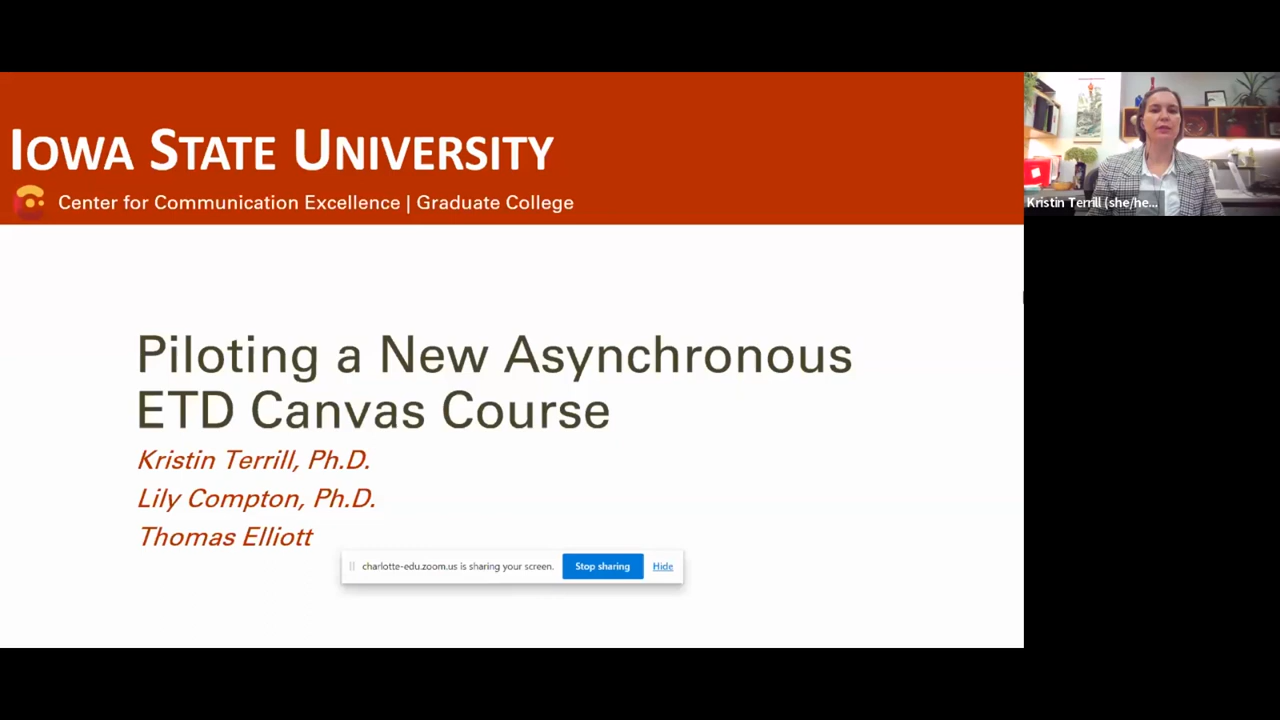 IOWA STATE UNIVERSITY
Center for Communication Excellence | Graduate College
Kristin Terrill (she/he...
Piloting a New Asynchronous
ETD Canvas Course
Kristin Terrill, Ph.D.
Lily Compton, Ph.D.
Thomas Elliott
charlotte-edu.zoom.us is sharing your screen. Stop sharing Hide